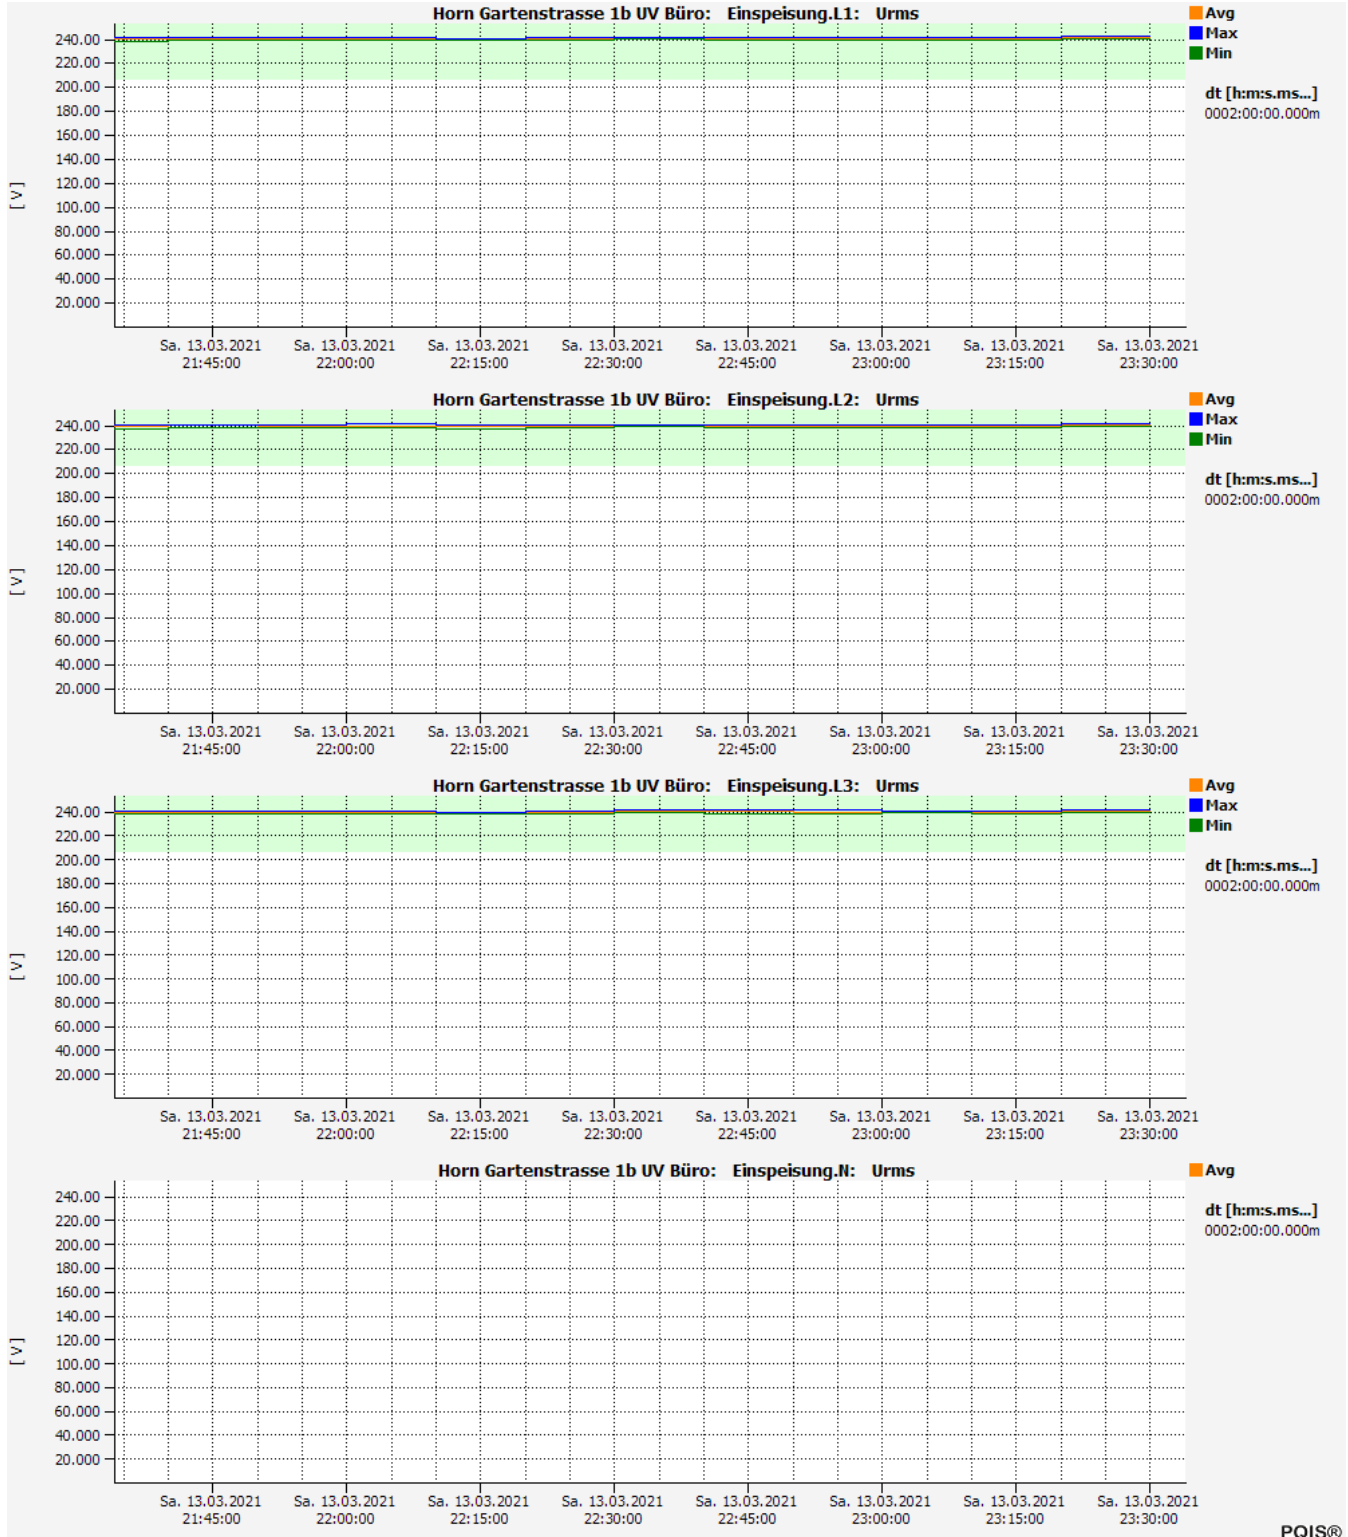 Horn Gartenstrasse 1b UV Büro: Einspeisung.L1: Urms
Avg
Max
Min
dt [h:m:s.ms...]
0002:00:00.000m
[ V]
240.00
220.00
200.00
180.00
160.00
140.00
120.00
100.00
80.000
60.000
40.000
20.000
Sa. 13.03.2021 Sa. 13.03.2021 Sa. 13.03.2021 Sa. 13.03.2021 Sa. 13.03.2021 Sa. 13.03.2021 Sa. 13.03.2021 Sa. 13.03.2021
21:45:00 22:00:00 22:15:00 22:30:00 22:45:00 23:00:00 23:15:00 23:30:00
Horn Gartenstrasse 1b UV Büro: Einspeisung.L2: Urms
Avg
Max
Min
dt [h:m:s.ms...]
0002:00:00.000m
[ V]
240.00
220.00
200.00
180.00
160.00
140.00
120.00
100.00
80.000
60.000
40.000
20.000
Sa. 13.03.2021 Sa. 13.03.2021 Sa. 13.03.2021 Sa. 13.03.2021 Sa. 13.03.2021 Sa. 13.03.2021 Sa. 13.03.2021 Sa. 13.03.2021
21:45:00 22:00:00 22:15:00 22:30:00 22:45:00 23:00:00 23:15:00 23:30:00
Horn Gartenstrasse 1b UV Büro: Einspeisung.L3: Urms
Avg
Max
Min
dt [h:m:s.ms...]
0002:00:00.000m
[ V]
240.00
220.00
200.00
180.00
160.00
140.00
120.00
100.00
80.000
60.000
40.000
20.000
Sa. 13.03.2021 Sa. 13.03.2021 Sa. 13.03.2021 Sa. 13.03.2021 Sa. 13.03.2021 Sa. 13.03.2021 Sa. 13.03.2021 Sa. 13.03.2021
21:45:00 22:00:00 22:15:00 22:30:00 22:45:00 23:00:00 23:15:00 23:30:00
Horn Gartenstrasse 1b UV Büro: Einspeisung.N: Urms
Avg
dt [h:m:s.ms...]
0002:00:00.000m
[ V]
240.00
220.00
200.00
180.00
160.00
140.00
120.00
100.00
80.000
60.000
40.000
20.000
Sa. 13.03.2021 Sa. 13.03.2021 Sa. 13.03.2021 Sa. 13.03.2021 Sa. 13.03.2021 Sa. 13.03.2021 Sa. 13.03.2021 Sa. 13.03.2021
21:45:00 22:00:00 22:15:00 22:30:00 22:45:00 23:00:00 23:15:00 23:30:00
PQIS®